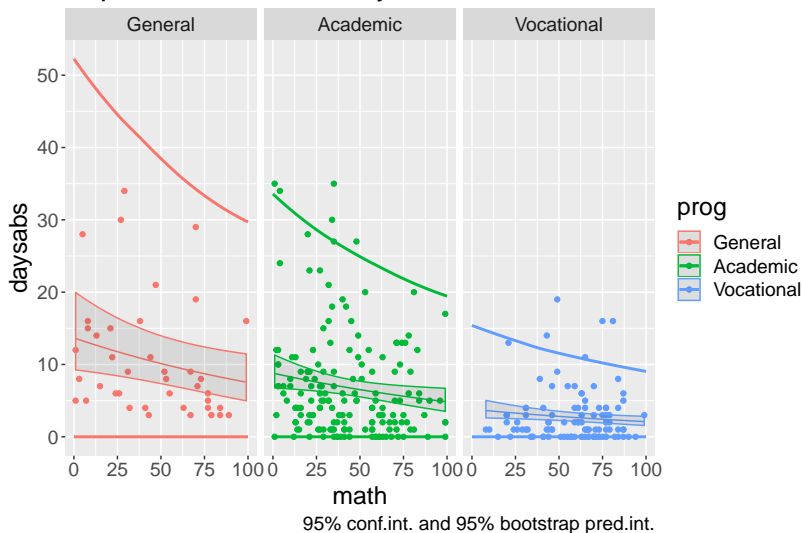 General Academic Vocational
50
40
30
20
10
0
daysabs
0 25 50 75 100 0 25 50 75 100 0 25 50 75 100
math
95% conf.int. and 95% bootstrap pred.int.
prog
General
Academic
Vocational